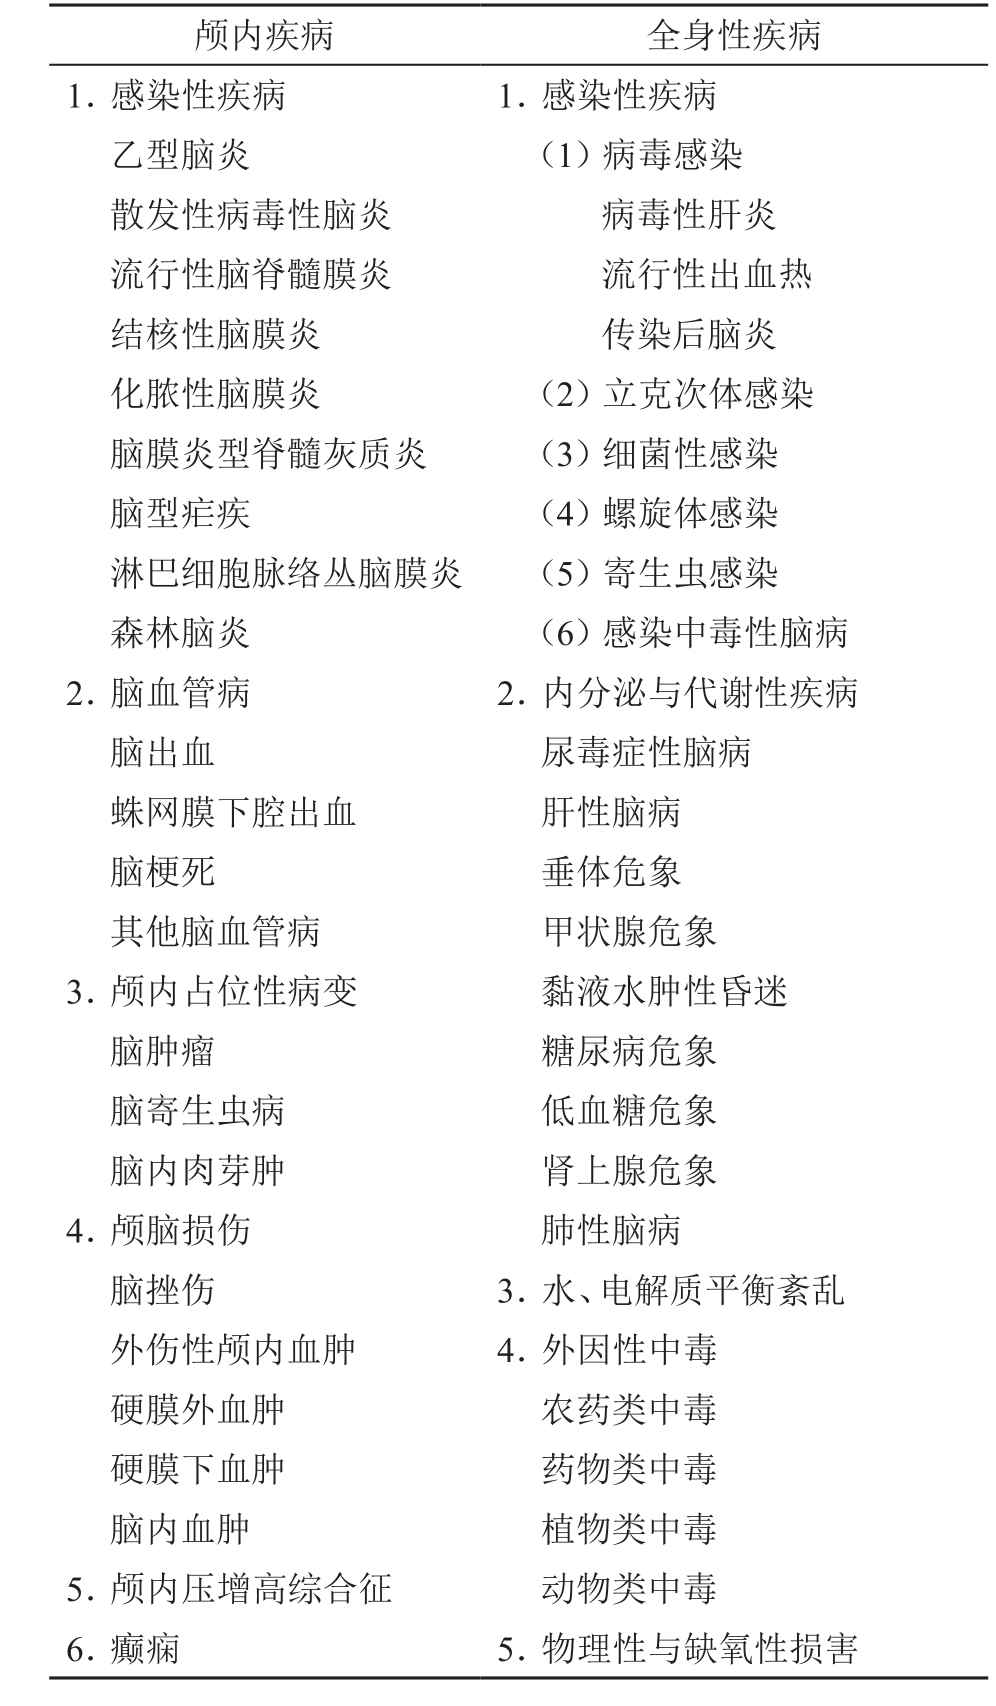 颅内疾病 全身性疾病
1. 感染性疾病 1. 感染性疾病
乙型脑炎 （1）病毒感染
散发性病毒性脑炎 病毒性肝炎
流行性脑脊髓膜炎 流行性出血热
结核性脑膜炎 传染后脑炎
化脓性脑膜炎 （2）立克次体感染
脑膜炎型脊髓灰质炎 （3）细菌性感染
脑型疟疾 （4）螺旋体感染
淋巴细胞脉络丛脑膜炎 （5）寄生虫感染
森林脑炎 （6）感染中毒性脑病
2. 脑血管病 2. 内分泌与代谢性疾病
脑出血 尿毒症性脑病
蛛网膜下腔出血 肝性脑病
脑梗死 垂体危象
其他脑血管病 甲状腺危象
3. 颅内占位性病变 黏液水肿性昏迷
脑肿瘤 糖尿病危象
脑寄生虫病 低血糖危象
脑内肉芽肿 肾上腺危象
4. 颅脑损伤 肺性脑病
脑挫伤 3. 水、电解质平衡紊乱
外伤性颅内血肿 4. 外因性中毒
硬膜外血肿 农药类中毒
硬膜下血肿 药物类中毒
脑内血肿 植物类中毒
5. 颅内压增高综合征 动物类中毒
6. 癫痫 5. 物理性与缺氧性损害